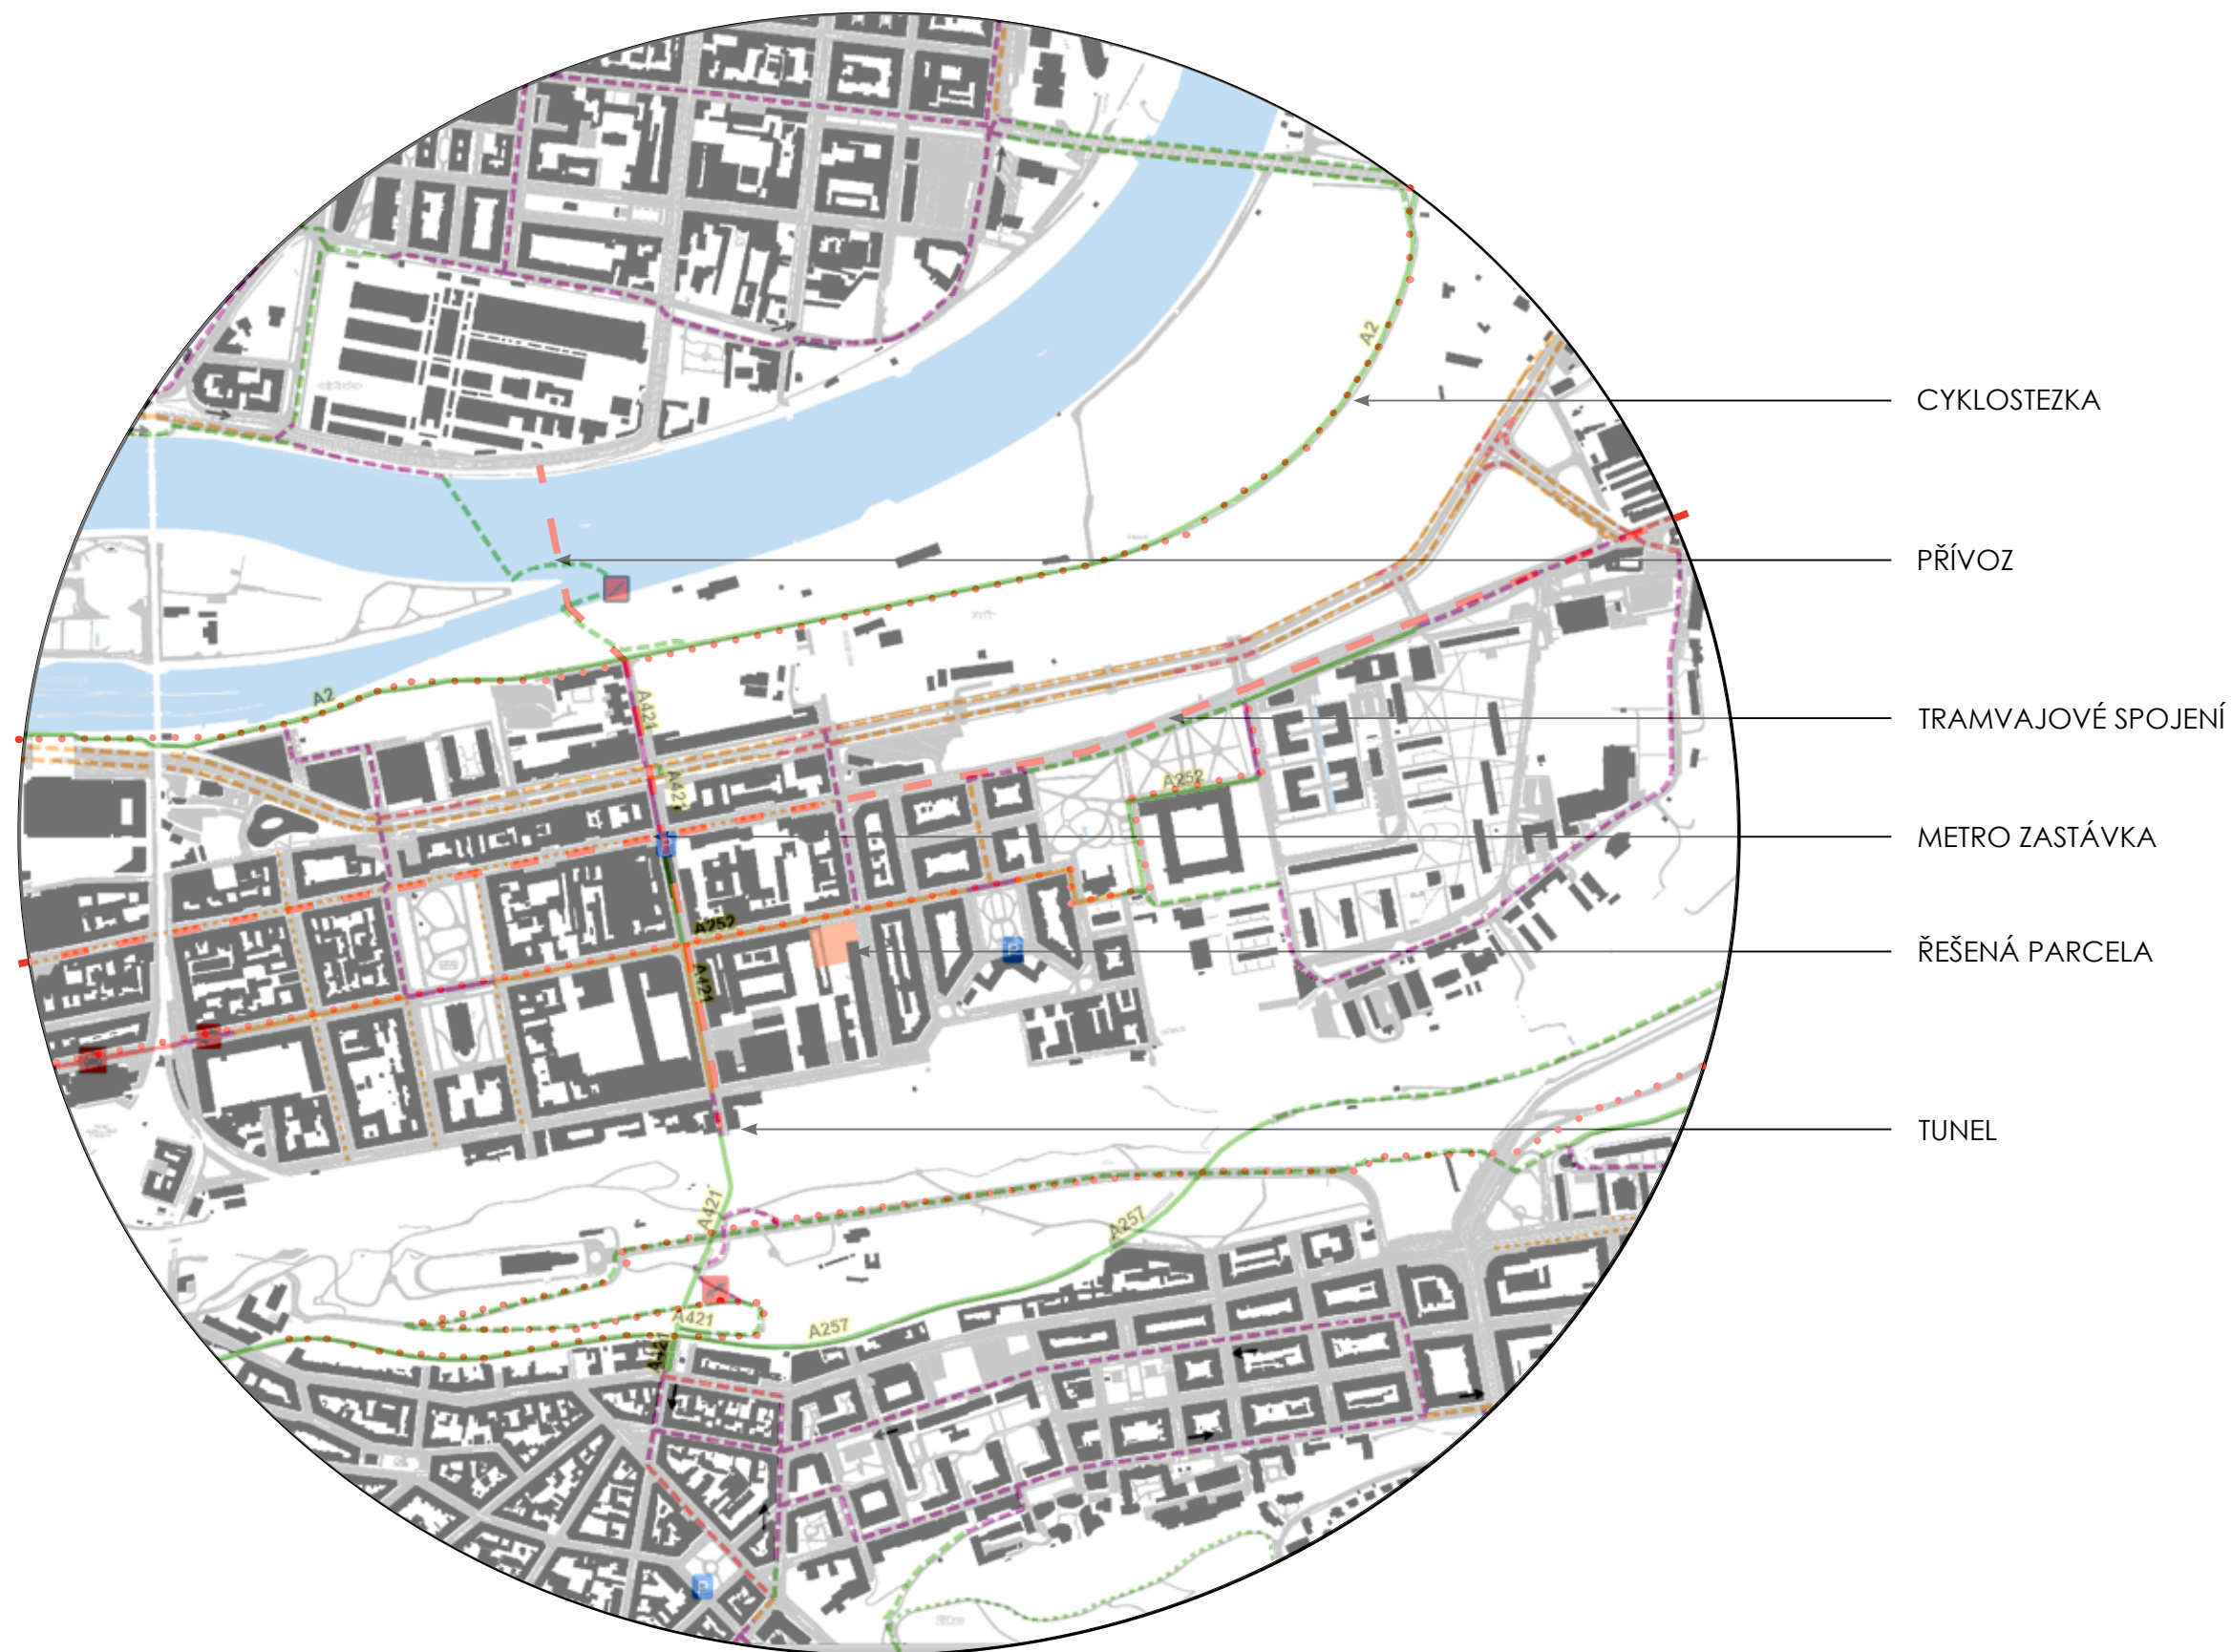 A2
CYKLOSTEZKA
PŘÍVOZ
A2
A421
TRAMVAJOVÉ SPOJENÍ
A421
A252
METRO ZASTÁVKA
A252
ŘEŠENÁ PARCELA
A421
TUNEL
A421
A257
A421
A257
A421